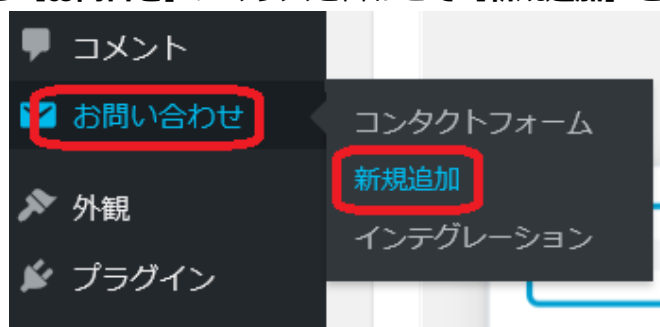 コメント
お問い合わせ
コンタクトフォーム
新規追加
インテグレーション
外観
プラグイン